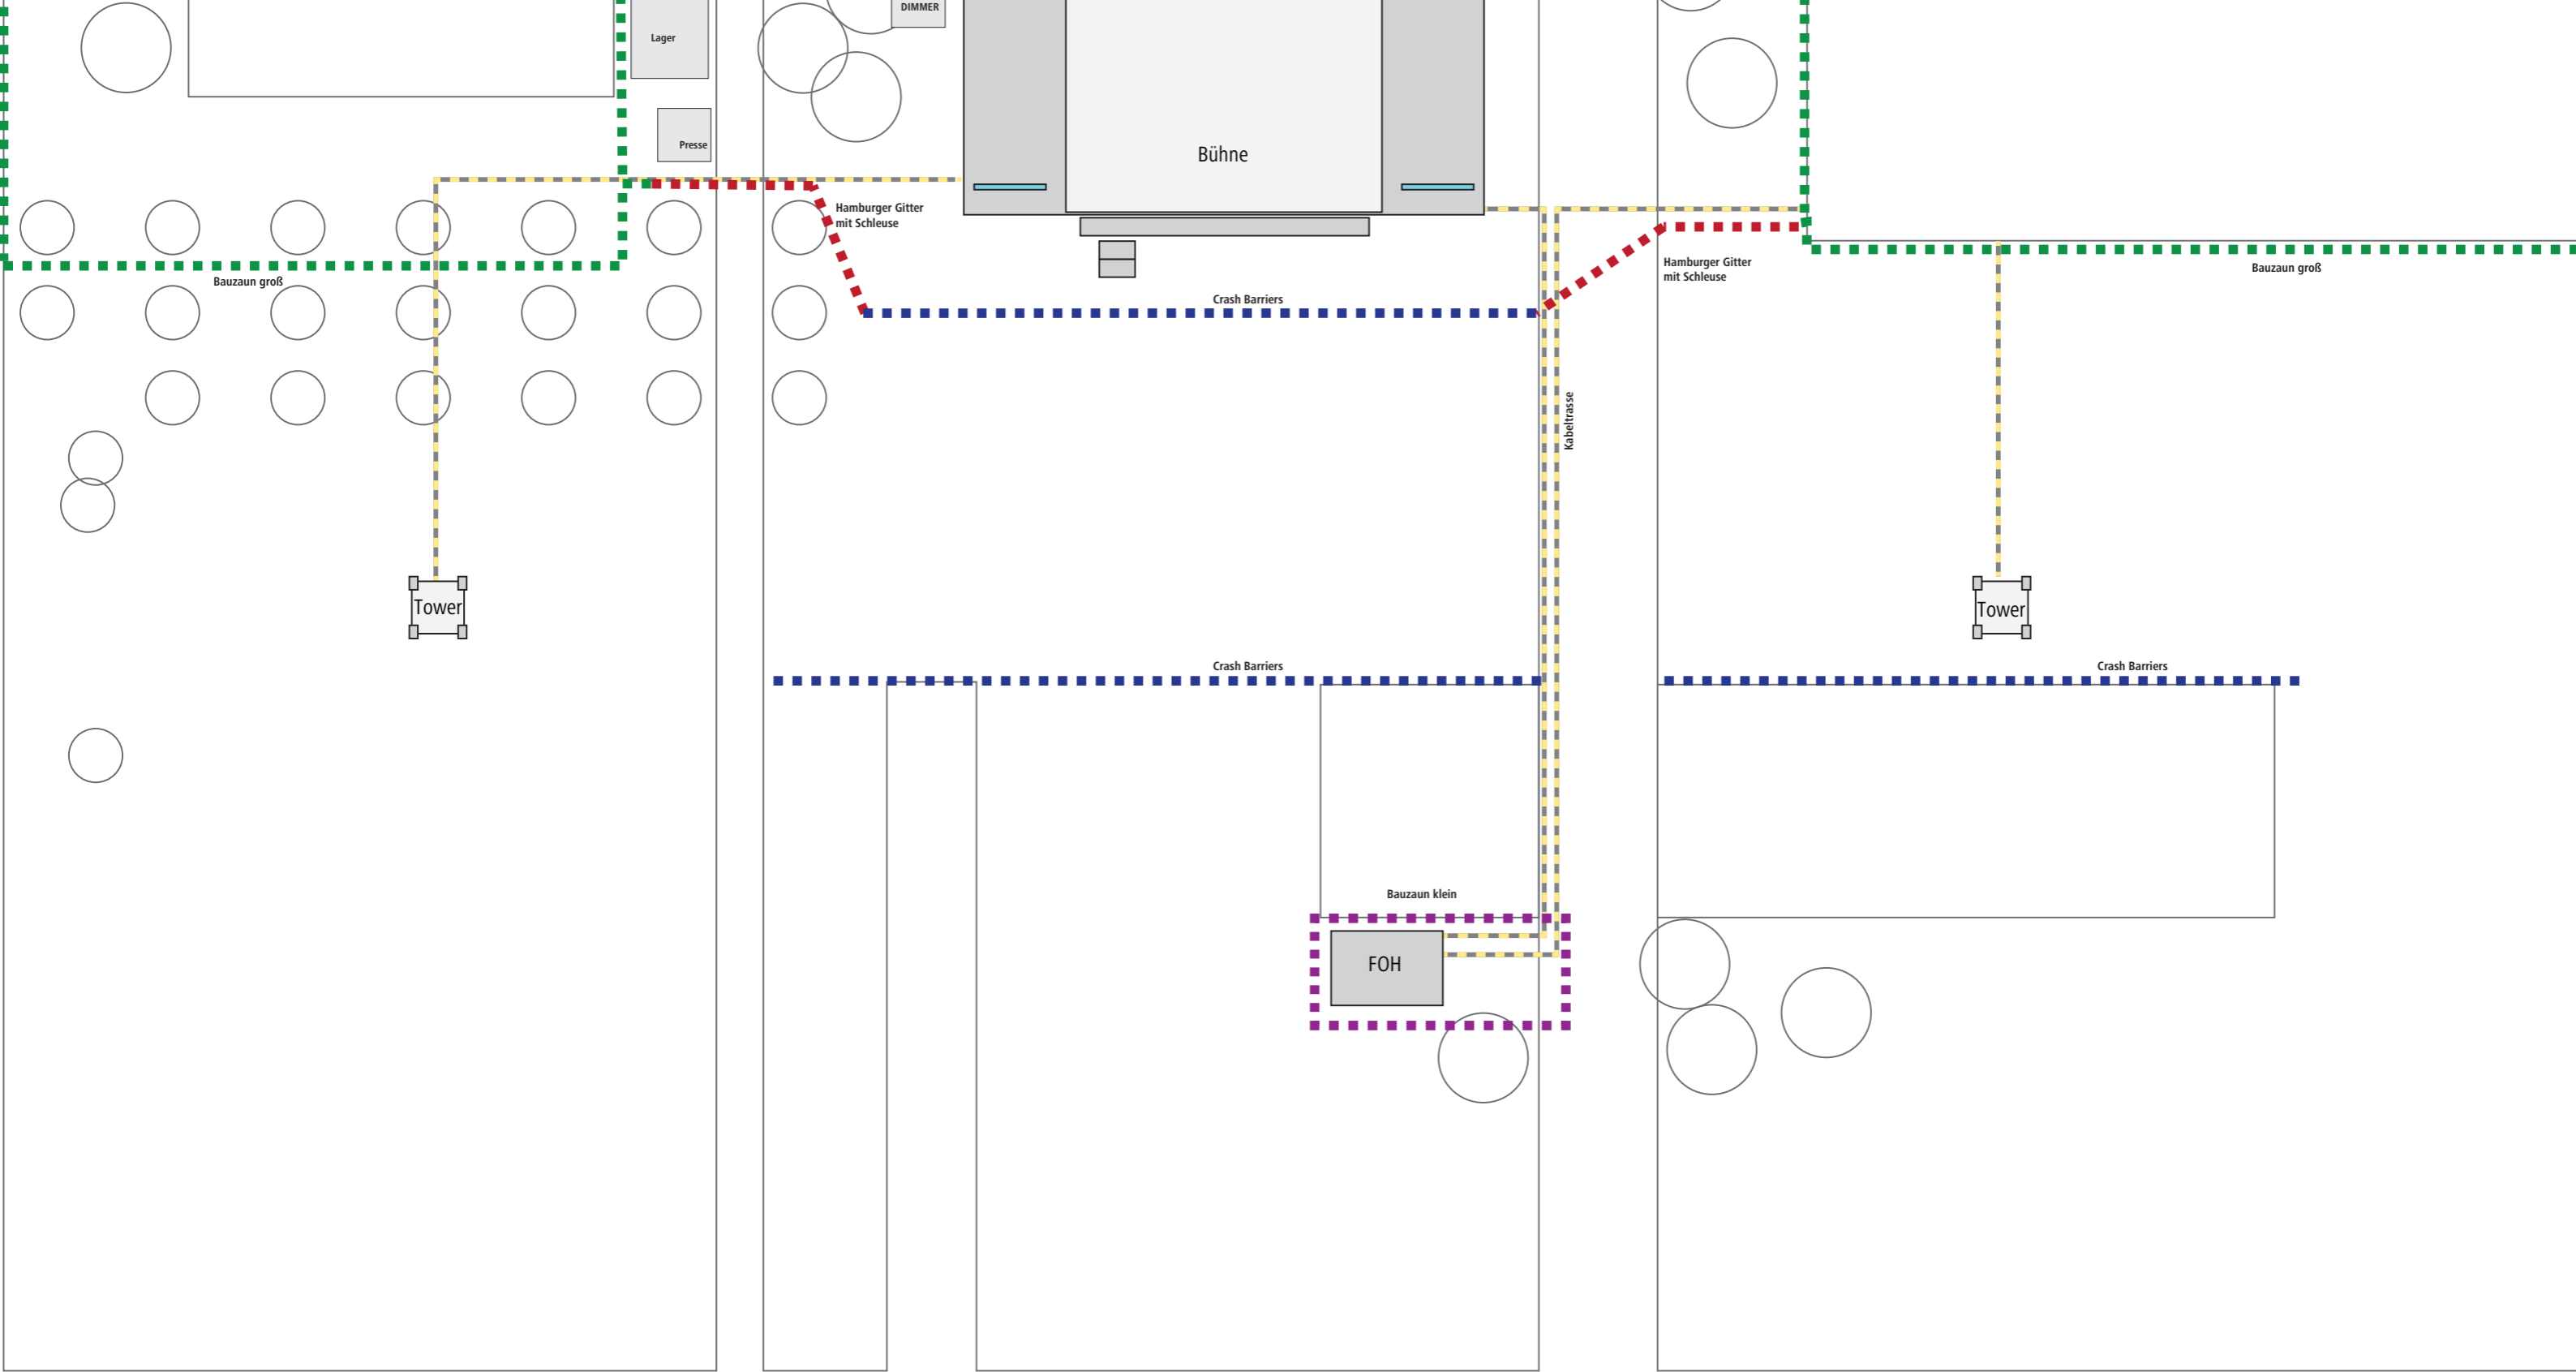 DIMMER
Lager
Presse
Bühne
Hamburger Gitter
mit Schleuse
Bauzaun groß
Hamburger Gitter
mit Schleuse
Bauzaun groß
Crash Barriers
Kabeltrasse
Tower
Tower
Crash Barriers
Crash Barriers
Bauzaun klein
FOH